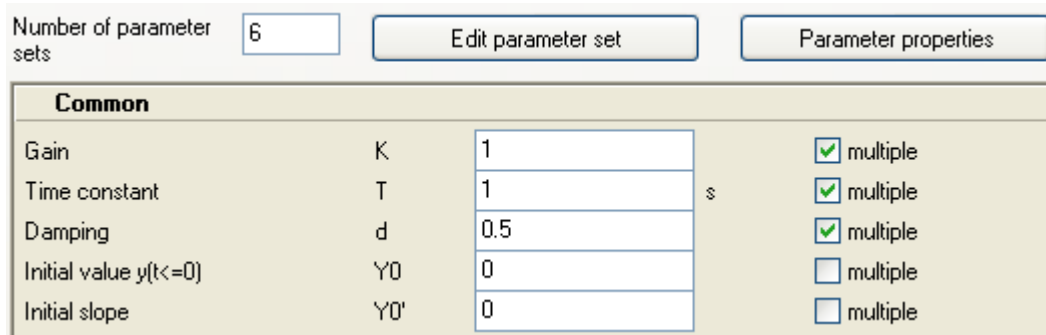 Number of parameter sets 6 Edit parameter set Parameter properties
Common
Gain K 1 multiple
Time constant T 1 s multiple
Damping d 0.5 multiple
Initial value y(t<=0) Y0 0 multiple
Initial slope Y0' 0 multiple